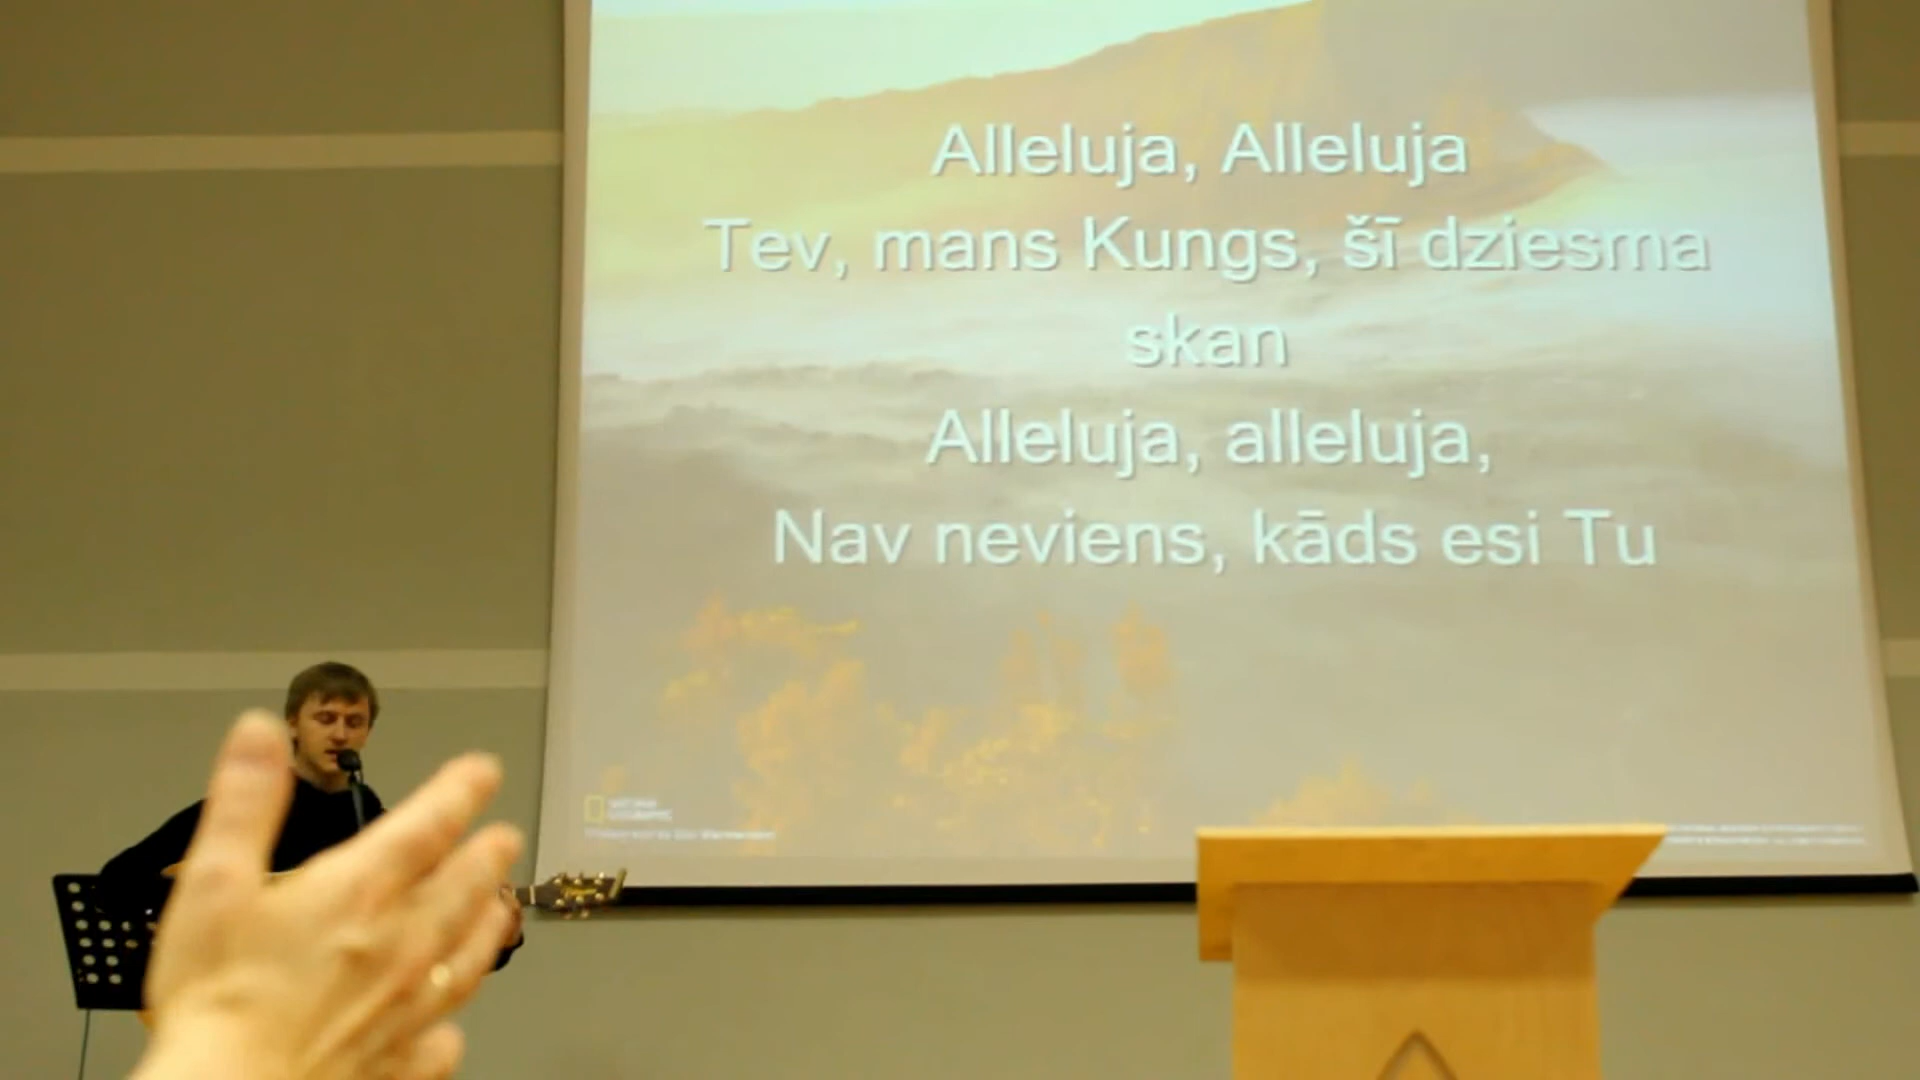 Alleluja, Alleluja
Tev, mans Kungs, šī dziesma
skan
Alleluja, alleluja,
Nav neviens, kāds esi Tu